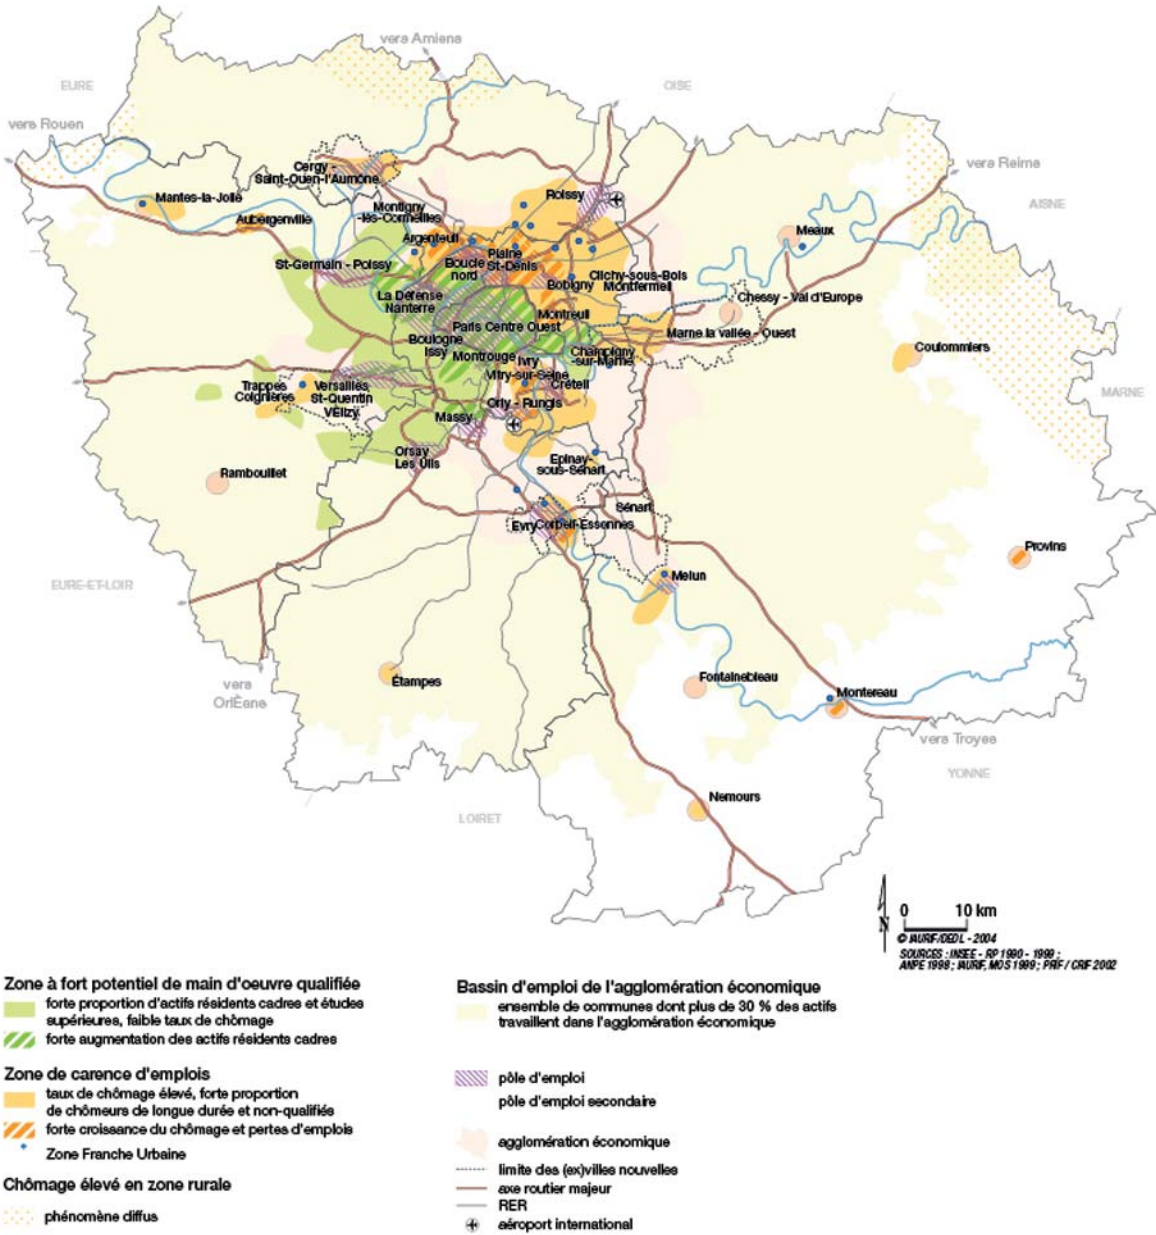 vers Amiens
EURE
OISE
vers Rouen
vers Reims
Cergy -
Saint-Ouen-l'Aumône
AISNE
Mantes-la-Jolie
Roissy
Montigny
-lès-Cormeilles
Aubergenville
Meaux
Argenteuil
Plaine
St-Denis
Boucle
nord
St-Germain - Poissy
Clichy-sous-Bois
Montfermeil
Bobigny
La Défense
Nanterre
Chessy - Val d'Europe
Montreuil
Paris Centre Ouest
Marne la vallée - Ouest
Boulogne
Issy
Montrouge
Ivry
Champigny
-sur-Marne
Coulommiers
Vitry-sur-Seine
Créteil
Trappes
Coignières
Versailles
St-Quentin
VÈlizy
MARNE
Orly - Rungis
Massy
Orsay
Les Ulis
Epinay-
sous-Sénart
Rambouillet
Sénart
Evry
Corbeil-Essonnes
Provins
EURE-ET-LOIR
Melun
Étampes
Fontainebleau
vers
OrlÈans
Montereau
vers Troyes
YONNE
Nemours
LOIRET
N
0 10 km
© IAURIF/DEDL - 2004
SOURCES : INSEE - RP 1990 - 1999 ;
ANPE 1998 ; IAURIF, MOS 1999 ; PRIF / CRIF 2002
Zone à fort potentiel de main d'oeuvre qualifiée
forte proportion d'actifs résidents cadres et études
supérieures, faible taux de chômage
forte augmentation des actifs résidents cadres
Zone de carence d'emplois
taux de chômage élevé, forte proportion
de chômeurs de longue durée et non-qualifiés
forte croissance du chômage et pertes d'emplois
Zone Franche Urbaine
Chômage élevé en zone rurale
phénomène diffus
Bassin d'emploi de l'agglomération économique
ensemble de communes dont plus de 30 % des actifs
travaillent dans l'agglomération économique
pôle d'emploi
pôle d'emploi secondaire
agglomération économique
limite des (ex)villes nouvelles
axe routier majeur
RER
aéroport international